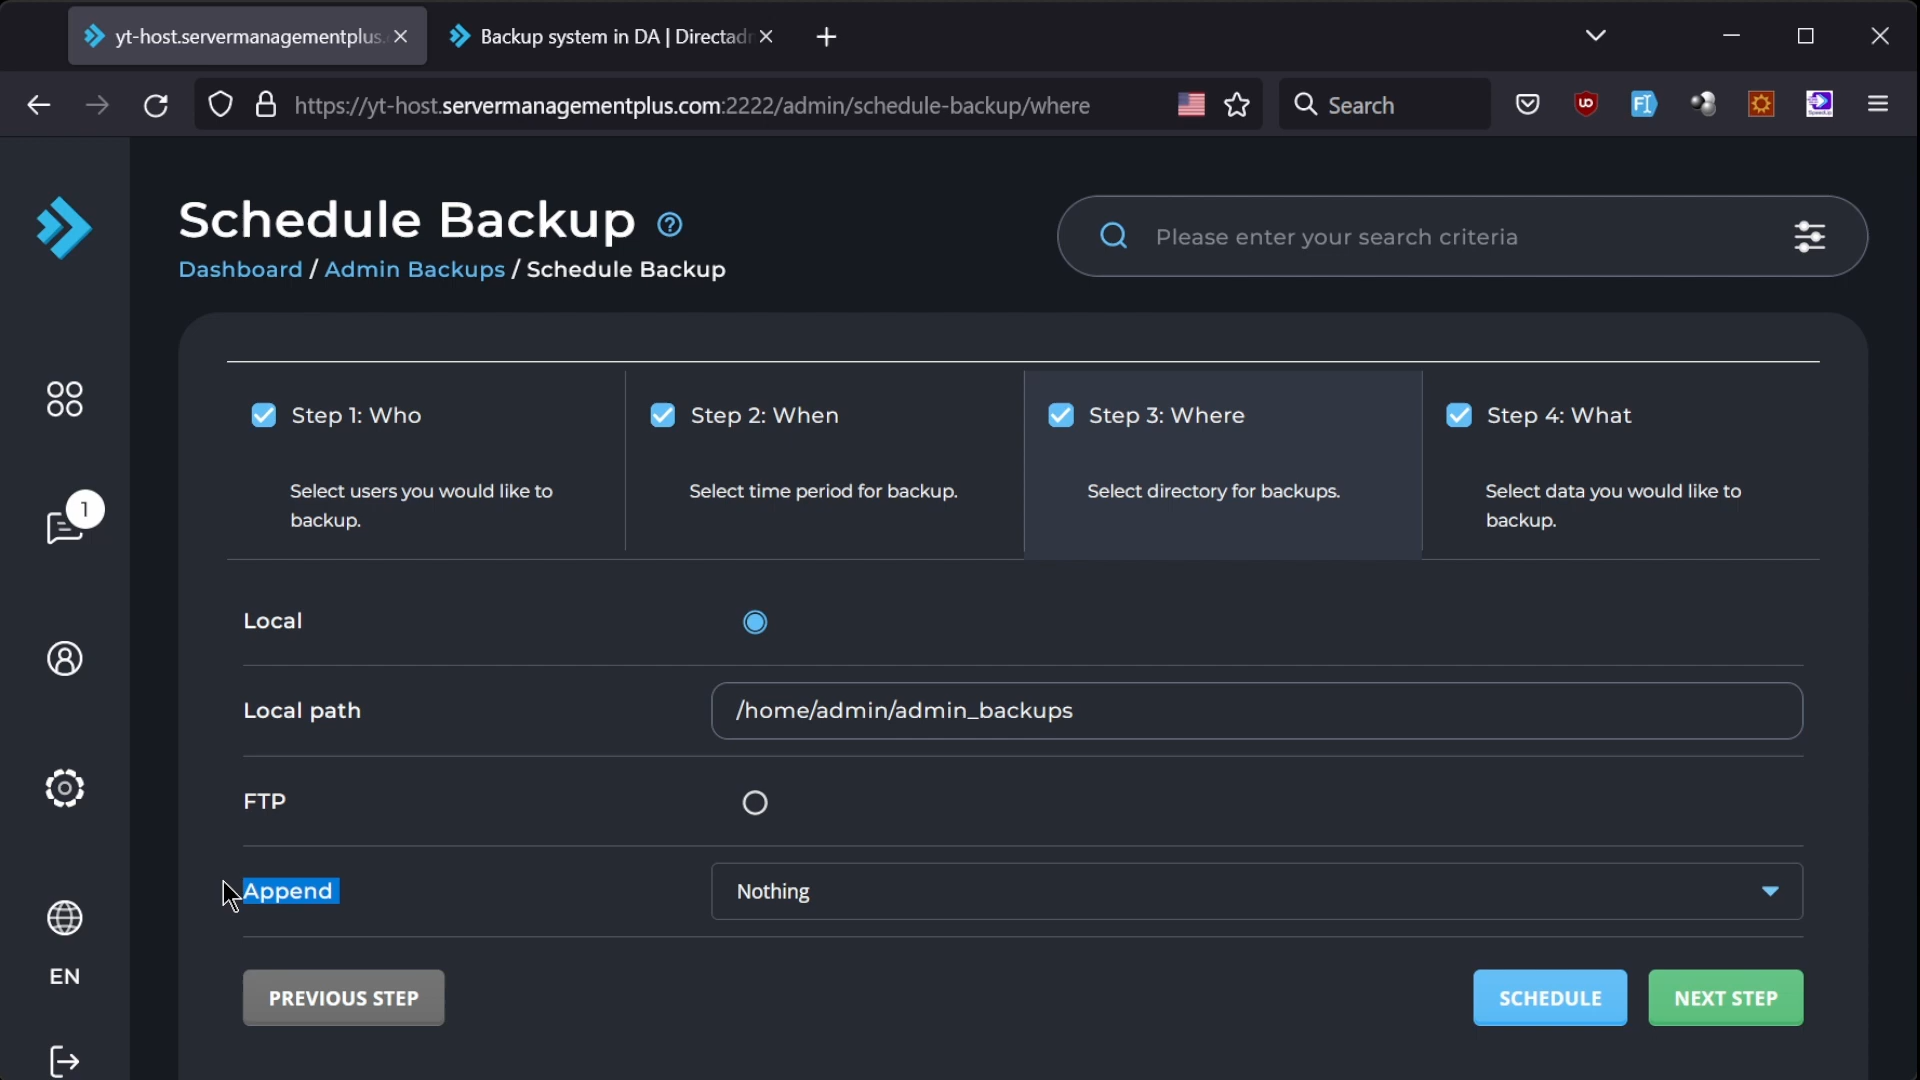 yt-host.servermanagementplus.
Backup system in DA | Directad
https://yt-host.servermanagementplus.com:2222/admin/schedule-backup/where
Search
Schedule Backup
Dashboard / Admin Backups / Schedule Backup
Please enter your search criteria
1
EN
Step 1: Who
Select users you would like to
backup.
Step 2: When
Select time period for backup.
Step 3: Where
Select directory for backups.
Step 4: What
Select data you would like to
backup.
Local
Local path
/home/admin/admin_backups
FTP
Append
Nothing
PREVIOUS STEP
SCHEDULE
NEXT STEP